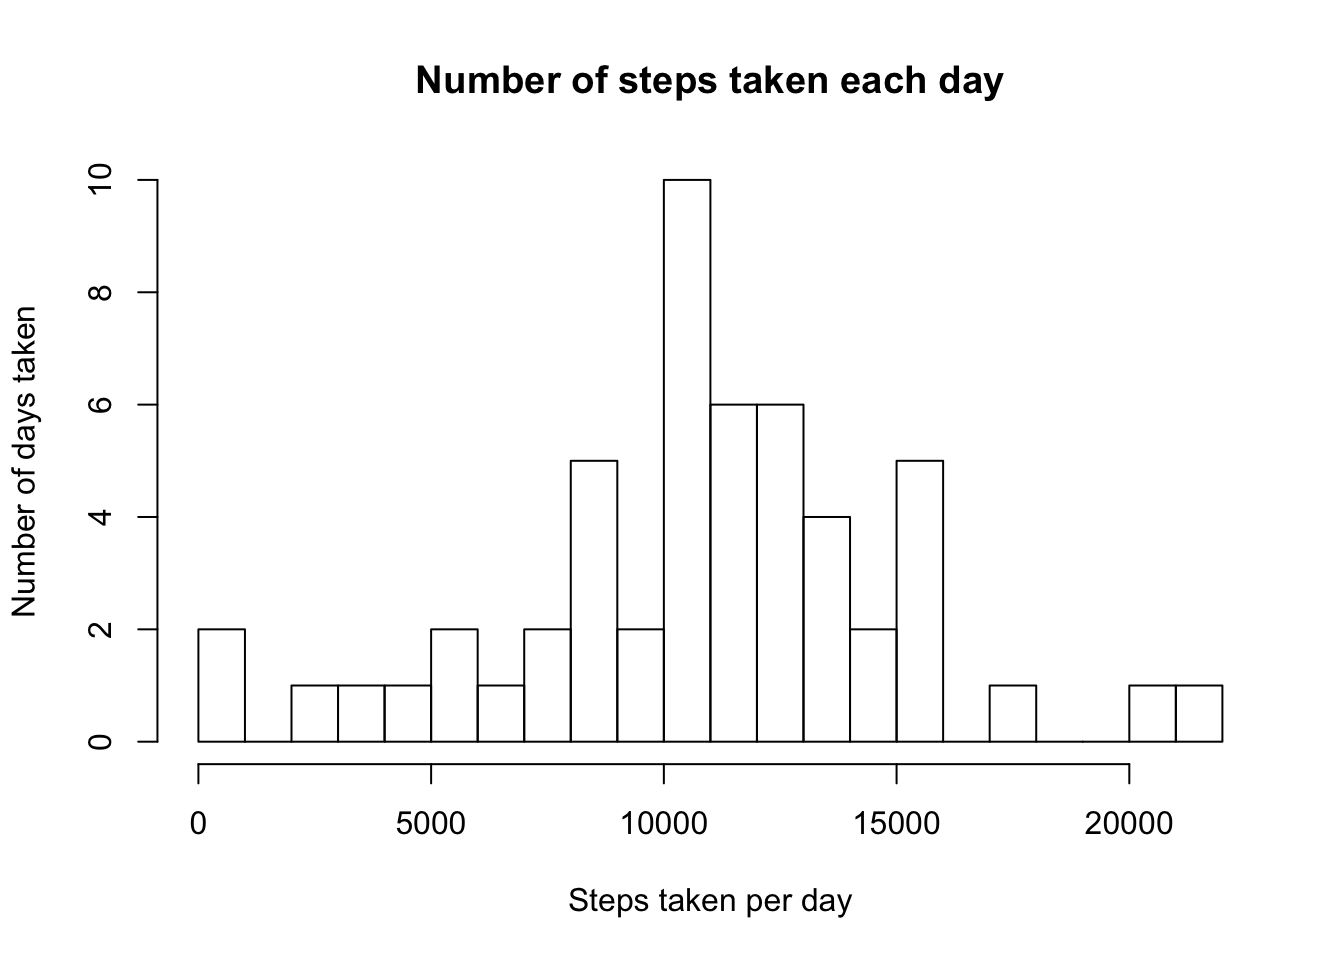 Number of steps taken each day
10
8
6
4
2
0
Number of days taken
0 5000 10000 15000 20000
Steps taken per day